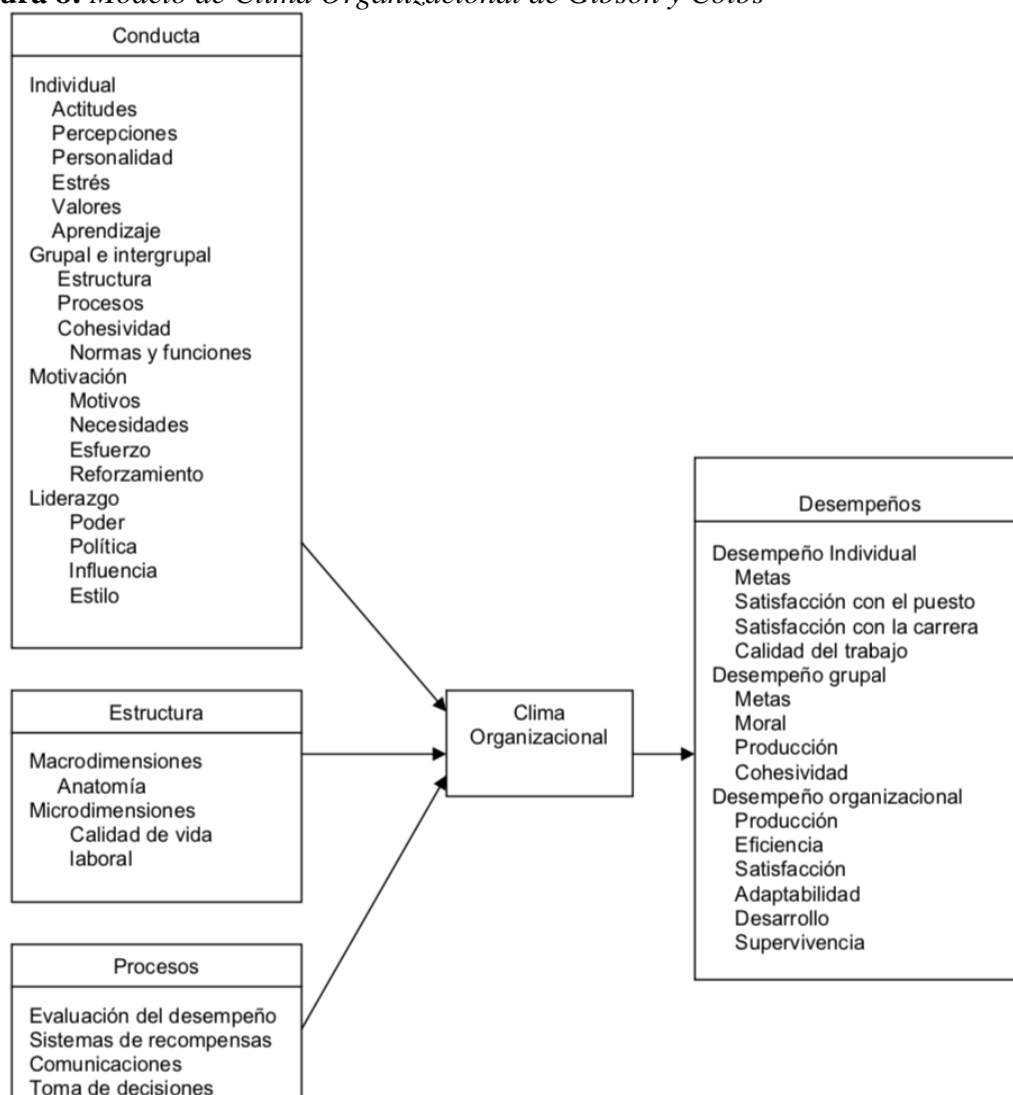 Modelo de Clima Organizacional de Gibson y Colbs
Conducta
Individual
Actitudes
Percepciones
Personalidad
Estrés
Valores
Aprendizaje
Grupal e intergrupal
Estructura
Procesos
Cohesividad
Normas y funciones
Motivación
Motivos
Necesidades
Esfuerzo
Reforzamiento
Liderazgo
Poder
Política
Influencia
Estilo
Estructura
Macrodimensiones
Anatomía
Microdimensiones
Calidad de vida
laboral
Procesos
Evaluación del desempeño
Sistemas de recompensas
Comunicaciones
Toma de decisiones
Clima
Organizacional
Desempeños
Desempeño Individual
Metas
Satisfacción con el puesto
Satisfacción con la carrera
Calidad del trabajo
Desempeño grupal
Metas
Moral
Producción
Cohesividad
Desempeño organizacional
Producción
Eficiencia
Satisfacción
Adaptabilidad
Desarrollo
Supervivencia